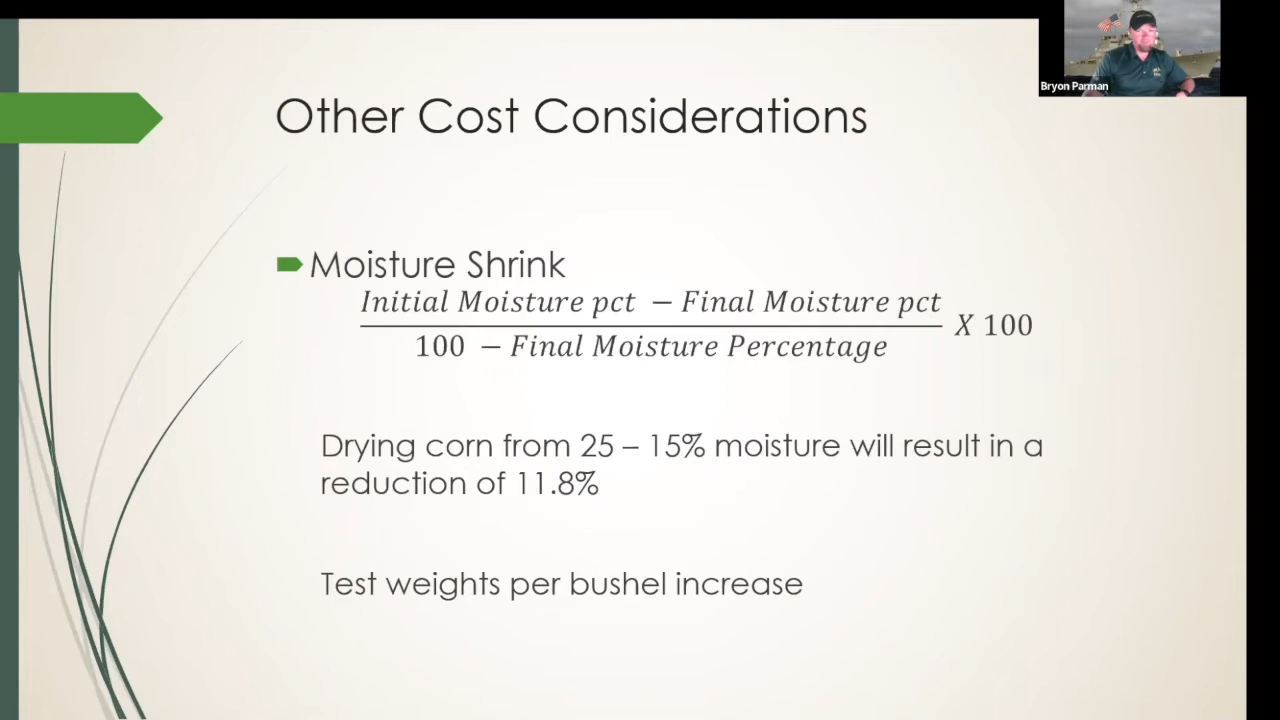 Bryon Parman
Other Cost Considerations
Moisture Shrink
Initial Moisture pct − Final Moisture pct
100 − Final Moisture Percentage
X 100
Drying corn from 25 – 15% moisture will result in a
reduction of 11.8%
Test weights per bushel increase